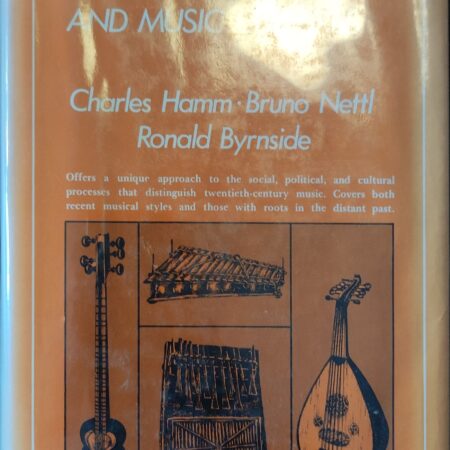 AND MUSIC
Charles Hamm · Bruno Nettl
Ronald Byrnside
Offers a unique approach to the social, political, and cultural
processes that distinguish twentieth-century music. Covers both
recent musical styles and those with roots in the distant past.